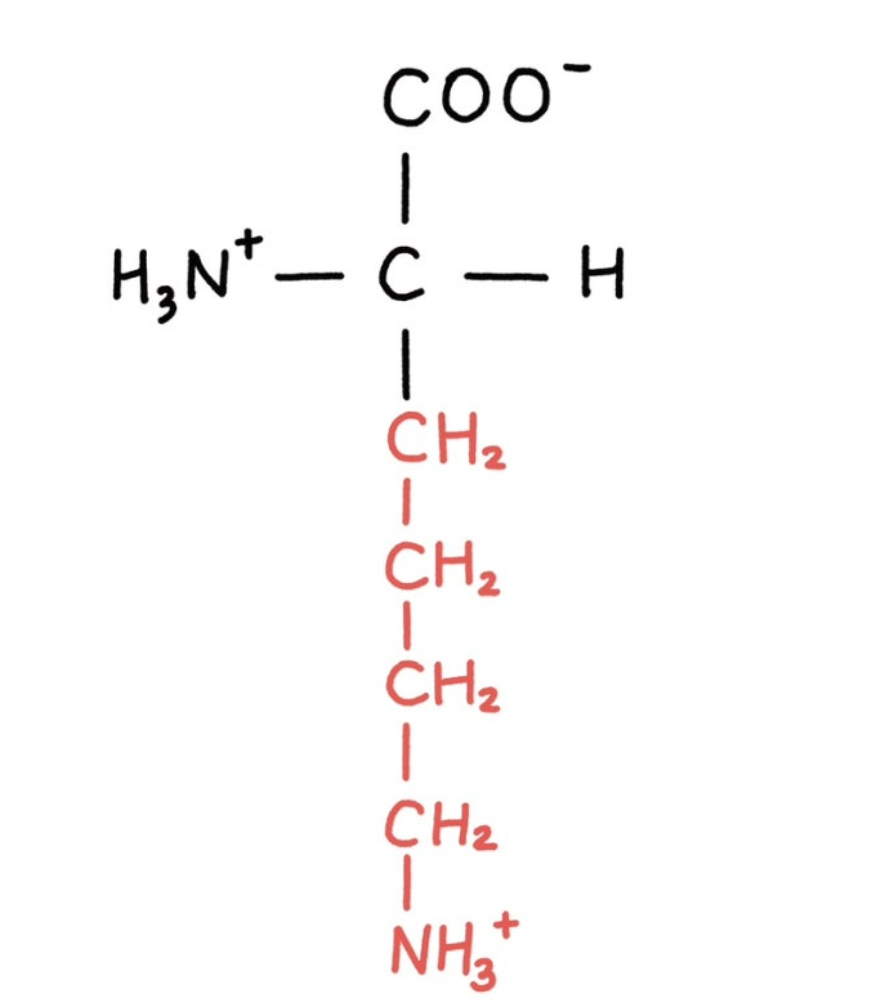 COO⁻
H₃N⁺ — C — H
CH₂
CH₂
CH₂
CH₂
NH₃⁺